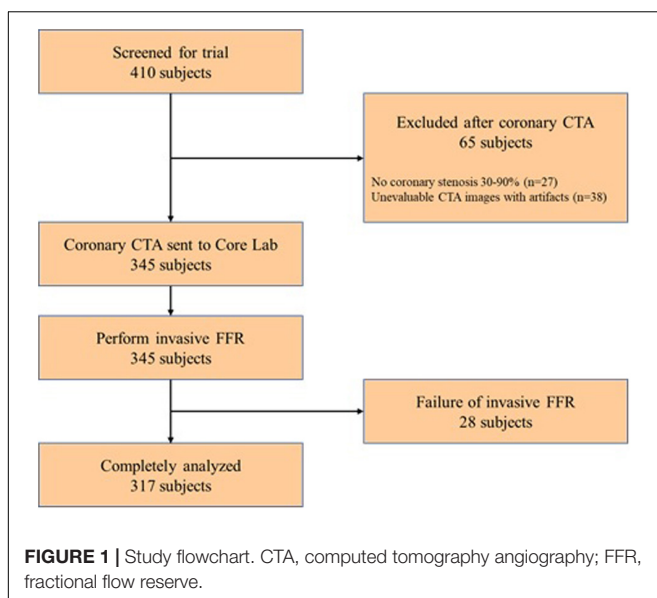 Screened for trial
410 subjects
Excluded after coronary CTA
65 subjects
No coronary stenosis 30-90% (n=27)
Unevaluable CTA images with artifacts (n=38)
Coronary CTA sent to Core Lab
345 subjects
Perform invasive FFR
345 subjects
Failure of invasive FFR
28 subjects
Completely analyzed
317 subjects
FIGURE 1 | Study flowchart. CTA, computed tomography angiography; FFR,
fractional flow reserve.